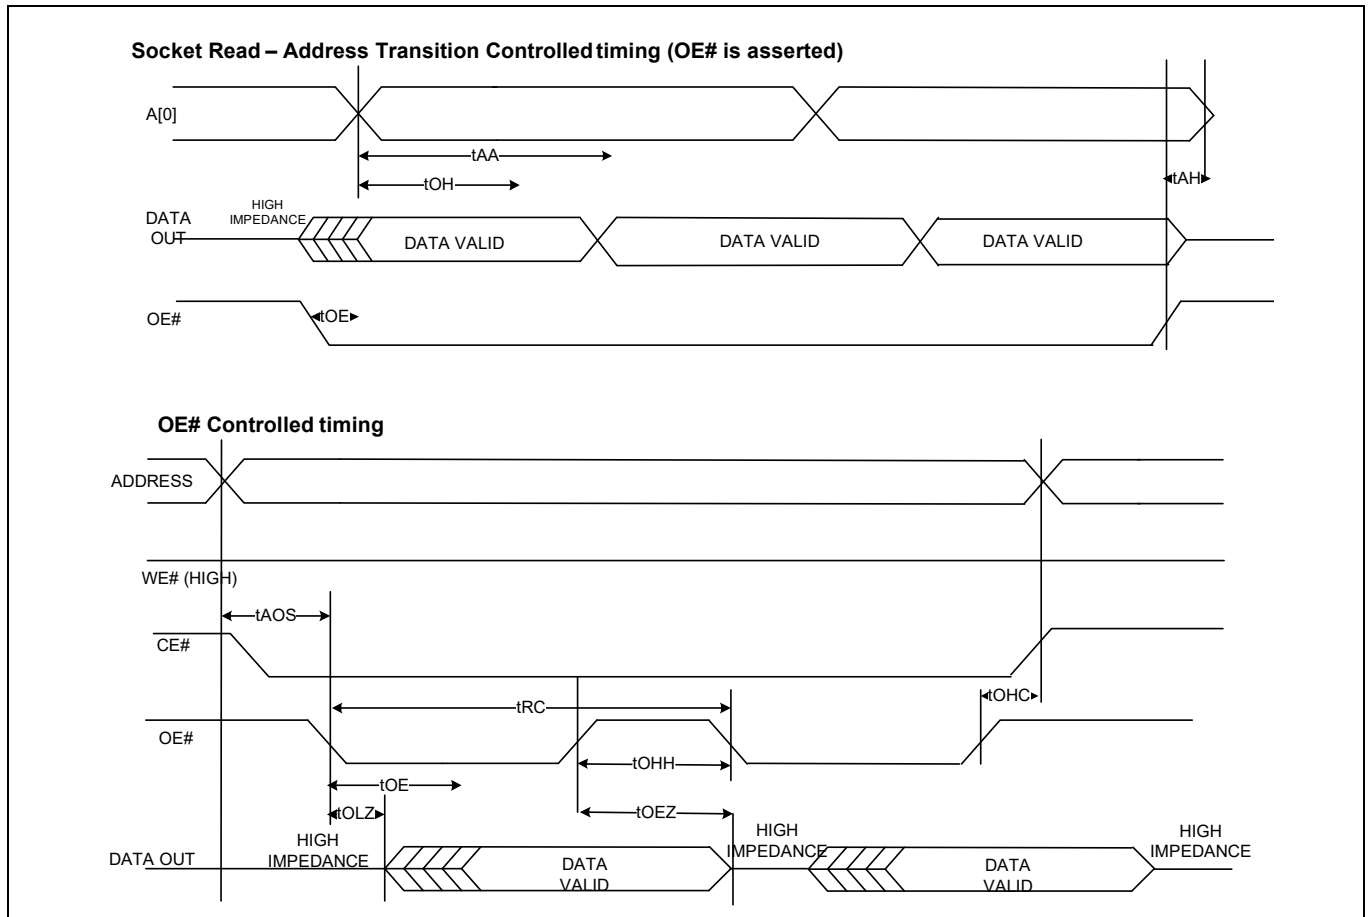 Socket Read – Address Transition Controlled timing (OE# is asserted)
A[0]
tAA
tOH
tAH
DATA
OUT
HIGH
IMPEDANCE
DATA VALID
DATA VALID
DATA VALID
OE#
tOE
OE# Controlled timing
ADDRESS
WE# (HIGH)
tAOS
CE#
tOHC
tRC
OE#
tOHH
tOE
tOLZ
tOEZ
DATA OUT
HIGH
IMPEDANCE
DATA
VALID
HIGH
IMPEDANCE
DATA
VALID
HIGH
IMPEDANCE